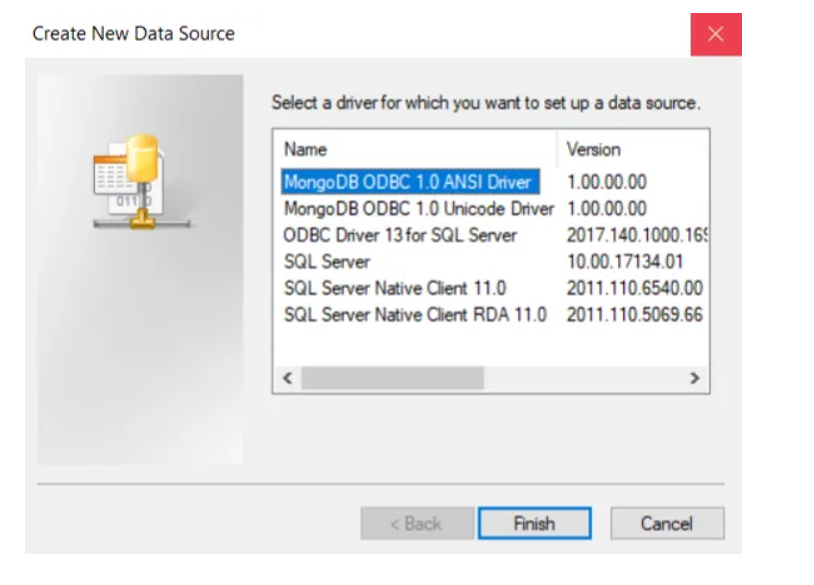 Create New Data Source
Select a driver for which you want to set up a data source.
Name Version
MongoDB ODBC 1.0 ANSI Driver 1.00.00.00
MongoDB ODBC 1.0 Unicode Driver 1.00.00.00
ODBC Driver 13 for SQL Server 2017.140.1000.169
SQL Server 10.00.17134.01
SQL Server Native Client 11.0 2011.110.6540.00
SQL Server Native Client RDA 11.0 2011.110.5069.66
< Back Finish Cancel